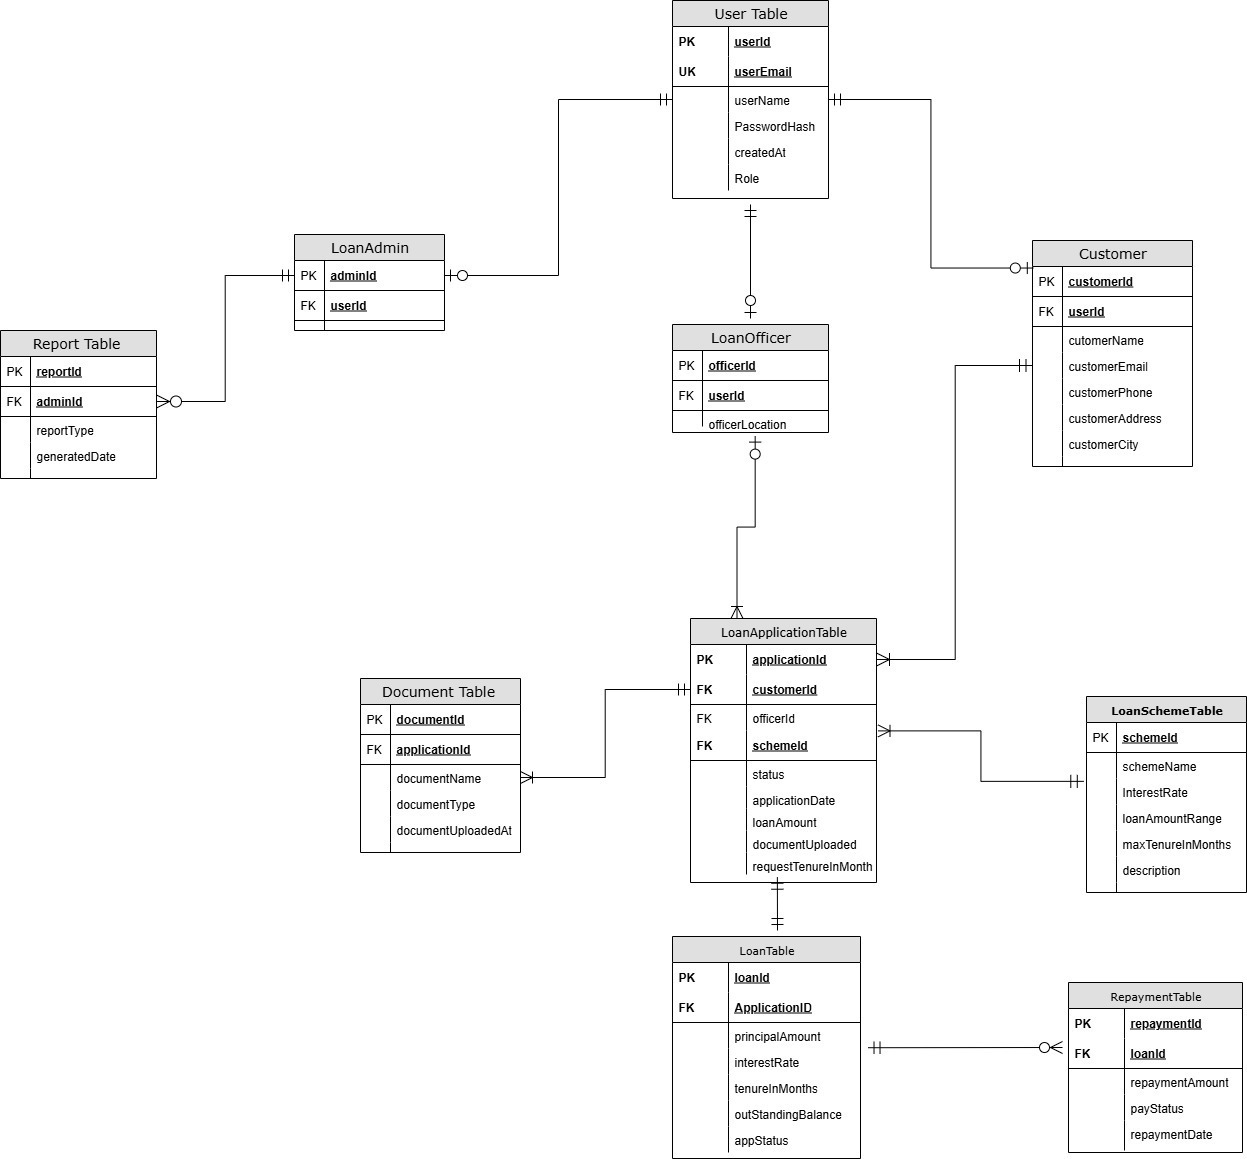 User Table
PK userId
UK userEmail
userName
PasswordHash
createdAt
Role
LoanAdmin
PK adminId
FK userId
Customer
PK customerId
FK userId
cutomerName
customerEmail
customerPhone
customerAddress
customerCity
Report Table
PK reportId
FK adminId
reportType
generatedDate
LoanOfficer
PK officerId
FK userId
officerLocation
LoanApplicationTable
PK applicationId
FK customerId
FK officerId
FK schemeId
status
applicationDate
loanAmount
documentUploaded
requestTenureInMonth
Document Table
PK documentId
FK applicationId
documentName
documentType
documentUploadedAt
LoanSchemeTable
PK schemeId
schemeName
InterestRate
loanAmountRange
maxTenureInMonths
description
LoanTable
PK loanId
FK ApplicationID
principalAmount
interestRate
tenureInMonths
outStandingBalance
appStatus
RepaymentTable
PK repaymentId
FK loanId
repaymentAmount
payStatus
repaymentDate